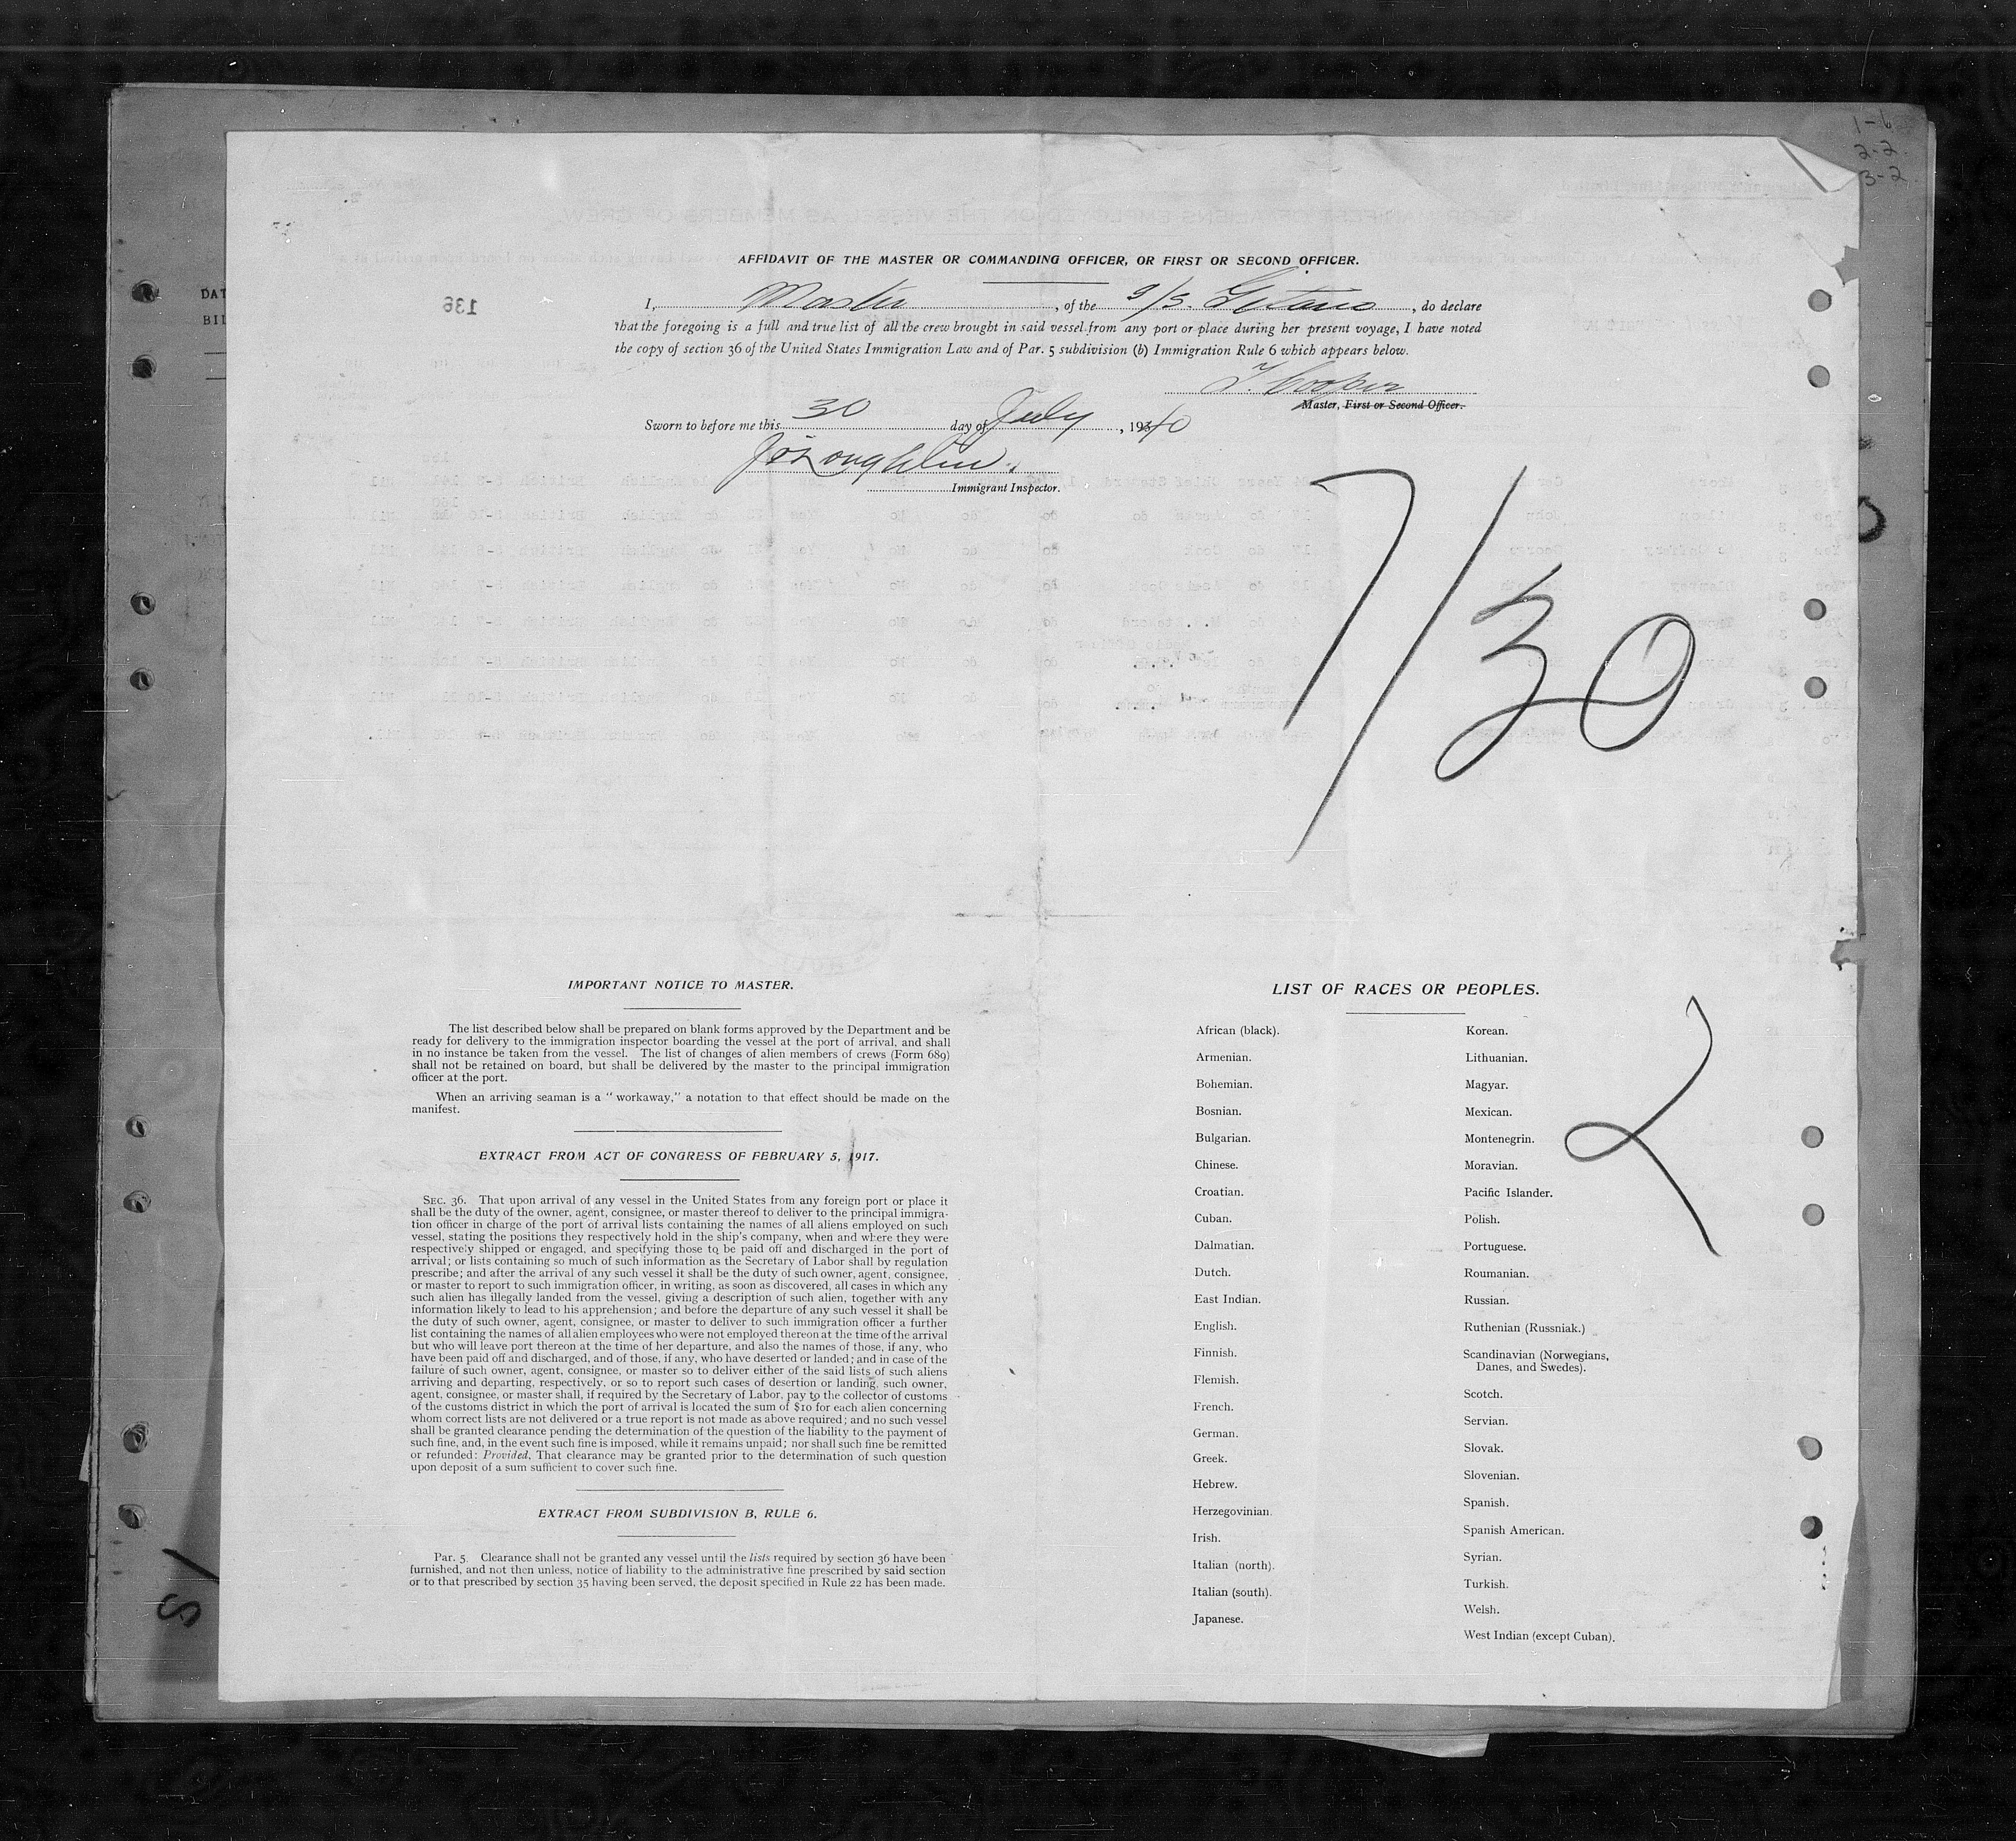 1-6
2-2.
3-2
DAT
BIL
136
AFFIDAVIT OF THE MASTER OR COMMANDING OFFICER, OR FIRST OR SECOND OFFICER.
I, Master, of the S/S. Gitano, do declare
that the foregoing is a full and true list of all the crew brought in said vessel from any port or place during her present voyage, I have noted
the copy of section 36 of the United States Immigration Law and of Par. 5 subdivision (b) Immigration Rule 6 which appears below.
T. Cooper
Master, First or Second Officer.
Sworn to before me this 30 day of July, 1940
Immigrant Inspector.
7/30
IMPORTANT NOTICE TO MASTER.
The list described below shall be prepared on blank forms approved by the Department and be
ready for delivery to the immigration inspector boarding the vessel at the port of arrival, and shall
in no instance be taken from the vessel. The list of changes of alien members of crews (Form 689)
shall not be retained on board, but shall be delivered by the master to the principal immigration
officer at the port.
When an arriving seaman is a "workaway," a notation to that effect should be made on the
manifest.
EXTRACT FROM ACT OF CONGRESS OF FEBRUARY 5, 1917.
SEC. 36. That upon arrival of any vessel in the United States from any foreign port or place it
shall be the duty of the owner, agent, consignee, or master thereof to deliver to the principal immigra-
tion officer in charge of the port of arrival lists containing the names of all aliens employed on such
vessel, stating the positions they respectively hold in the ship's company, when and where they were
respectively shipped or engaged, and specifying those to be paid off and discharged in the port of
arrival; or lists containing so much of such information as the Secretary of Labor shall by regulation
prescribe; and after the arrival of any such vessel it shall be the duty of such owner, agent, consignee,
or master to report to such immigration officer, in writing, as soon as discovered, all cases in which any
such alien has illegally landed from the vessel, giving a description of such alien, together with any
information likely to lead to his apprehension; and before the departure of any such vessel it shall be
the duty of such owner, agent, consignee, or master to deliver to such immigration officer a further
list containing the names of all alien employees who were not employed thereon at the time of the arrival
but who will leave port thereon at the time of her departure, and also the names of those, if any, who
have been paid off and discharged, and of those, if any, who have deserted or landed; and in case of the
failure of such owner, agent, consignee, or master so to deliver either of the said lists of such aliens
arriving and departing, respectively, or so to report such cases of desertion or landing, such owner,
agent, consignee, or master shall, if required by the Secretary of Labor, pay to the collector of customs
of the customs district in which the port of arrival is located the sum of $10 for each alien concerning
whom correct lists are not delivered or a true report is not made as above required; and no such vessel
shall be granted clearance pending the determination of the question of the liability to the payment of
such fine, and, in the event such fine is imposed, while it remains unpaid; nor shall such fine be remitted
or refunded: Provided, That clearance may be granted prior to the determination of such question
upon deposit of a sum sufficient to cover such fine.
EXTRACT FROM SUBDIVISION B, RULE 6.
Par. 5. Clearance shall not be granted any vessel until the lists required by section 36 have been
furnished, and not then unless, notice of liability to the administrative fine prescribed by said section
or to that prescribed by section 35 having been served, the deposit specified in Rule 22 has been made.
LIST OF RACES OR PEOPLES.
African (black).
Armenian.
Bohemian.
Bosnian.
Bulgarian.
Chinese.
Croatian.
Cuban.
Dalmatian.
Dutch.
East Indian.
English.
Finnish.
Flemish.
French.
German.
Greek.
Hebrew.
Herzegovinian.
Irish.
Italian (north).
Italian (south).
Japanese.
Korean.
Lithuanian.
Magyar.
Mexican.
Montenegrin.
Moravian.
Pacific Islander.
Polish.
Portuguese.
Roumanian.
Russian.
Ruthenian (Russniak.)
Scandinavian (Norwegians,
Danes, and Swedes).
Scotch.
Servian.
Slovak.
Slovenian.
Spanish.
Spanish American.
Syrian.
Turkish.
Welsh.
West Indian (except Cuban).
2